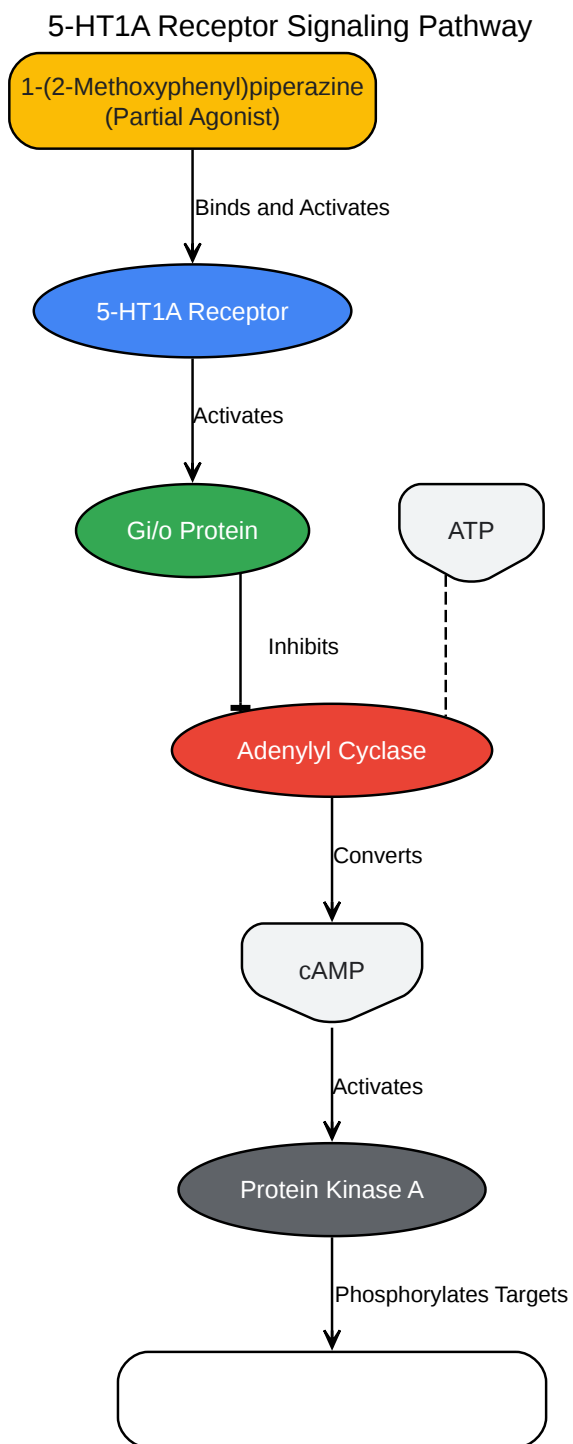 5-HT1A Receptor Signaling Pathway
1-(2-Methoxyphenyl)piperazine
(Partial Agonist)
Binds and Activates
5-HT1A Receptor
Activates
Gi/o Protein
ATP
Inhibits
Adenylyl Cyclase
Converts
cAMP
Activates
Protein Kinase A
Phosphorylates Targets